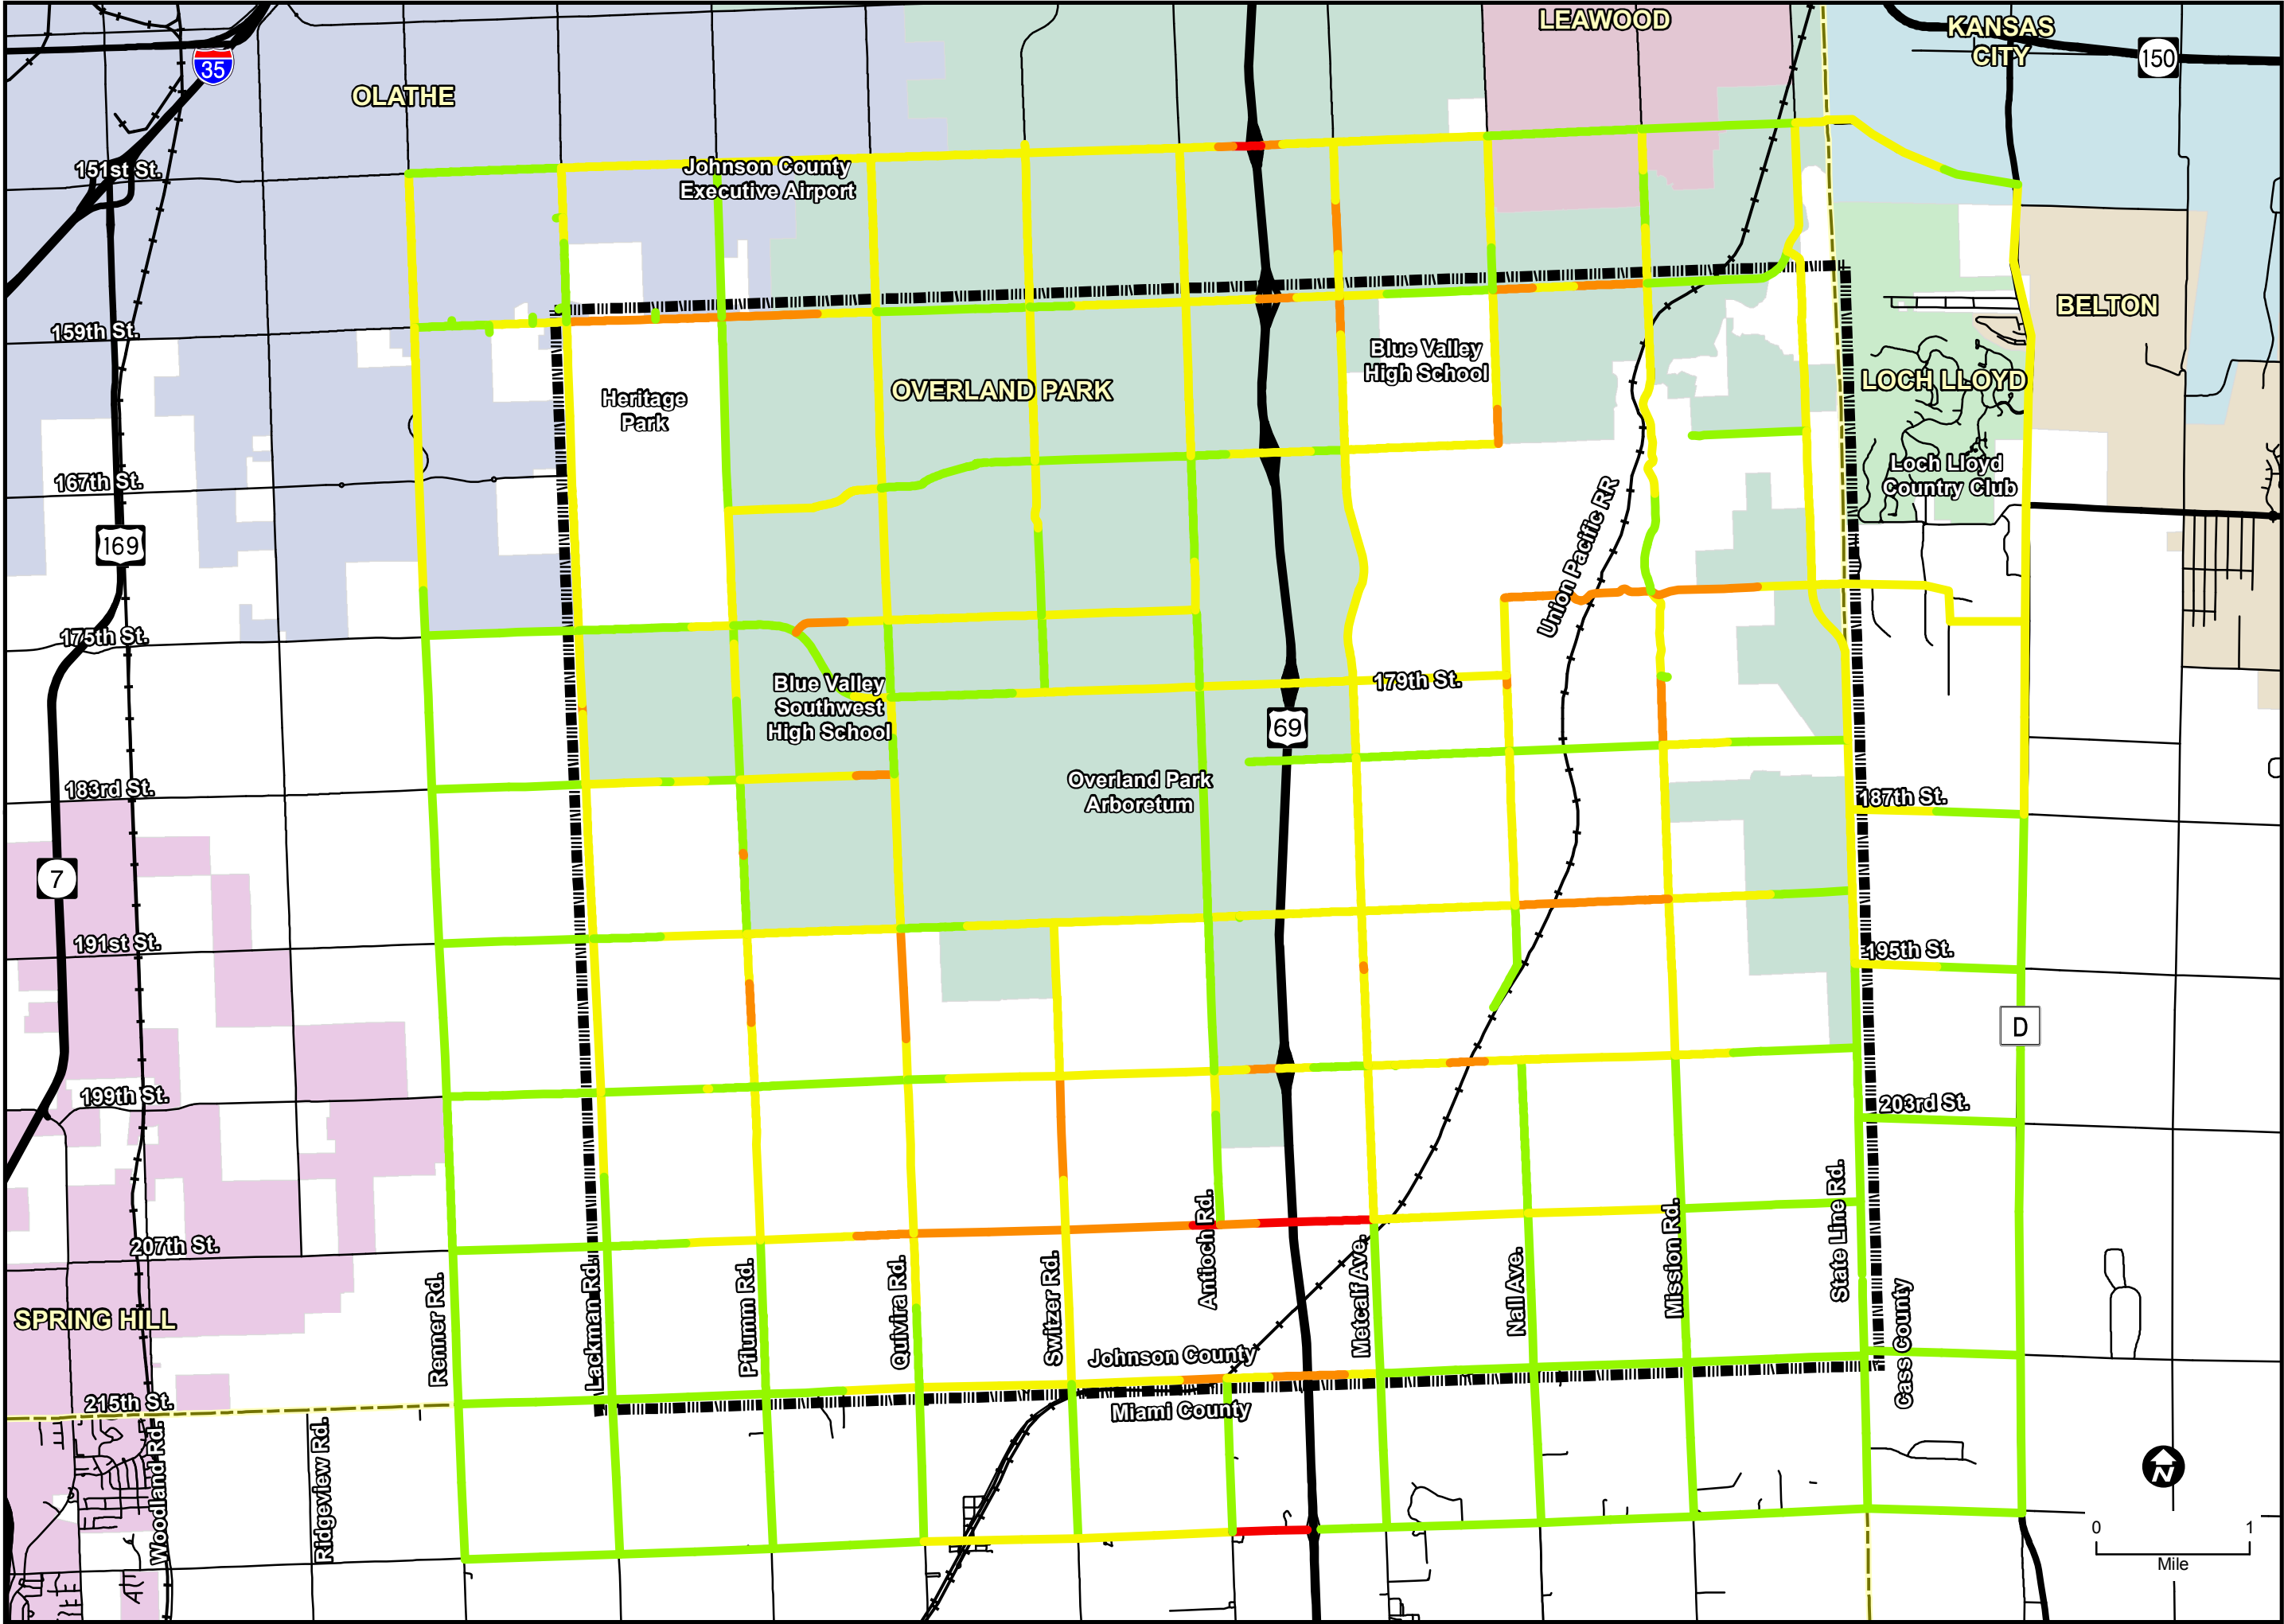 LEAWOOD
KANSAS
CITY
150
35
OLATHE
151st St.
Johnson County
Executive Airport
159th St.
BELTON
Blue Valley
High School
LOCH LLOYD
OVERLAND PARK
Heritage
Park
167th St.
Loch Lloyd
Country Club
169
Union Pacific RR
175th St.
179th St.
Blue Valley
Southwest
High School
69
183rd St.
Overland Park
Arboretum
187th St.
7
191st St.
195th St.
D
199th St.
203rd St.
207th St.
Renner Rd.
Lackman Rd.
Pflumm Rd.
Quivira Rd.
Switzer Rd.
Antioch Rd.
Metcalf Ave.
Nall Ave.
Mission Rd.
State Line Rd.
Cass County
SPRING HILL
Johnson County
Miami County
215th St.
Woodland Rd.
Ridgeview Rd.
N
0 1
Mile